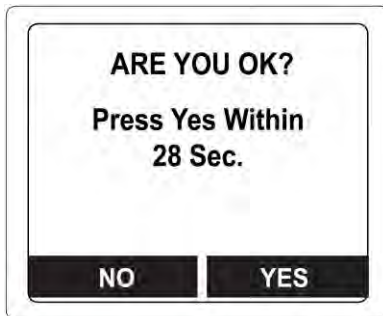 ARE YOU OK?
Press Yes Within
28 Sec.
NO YES